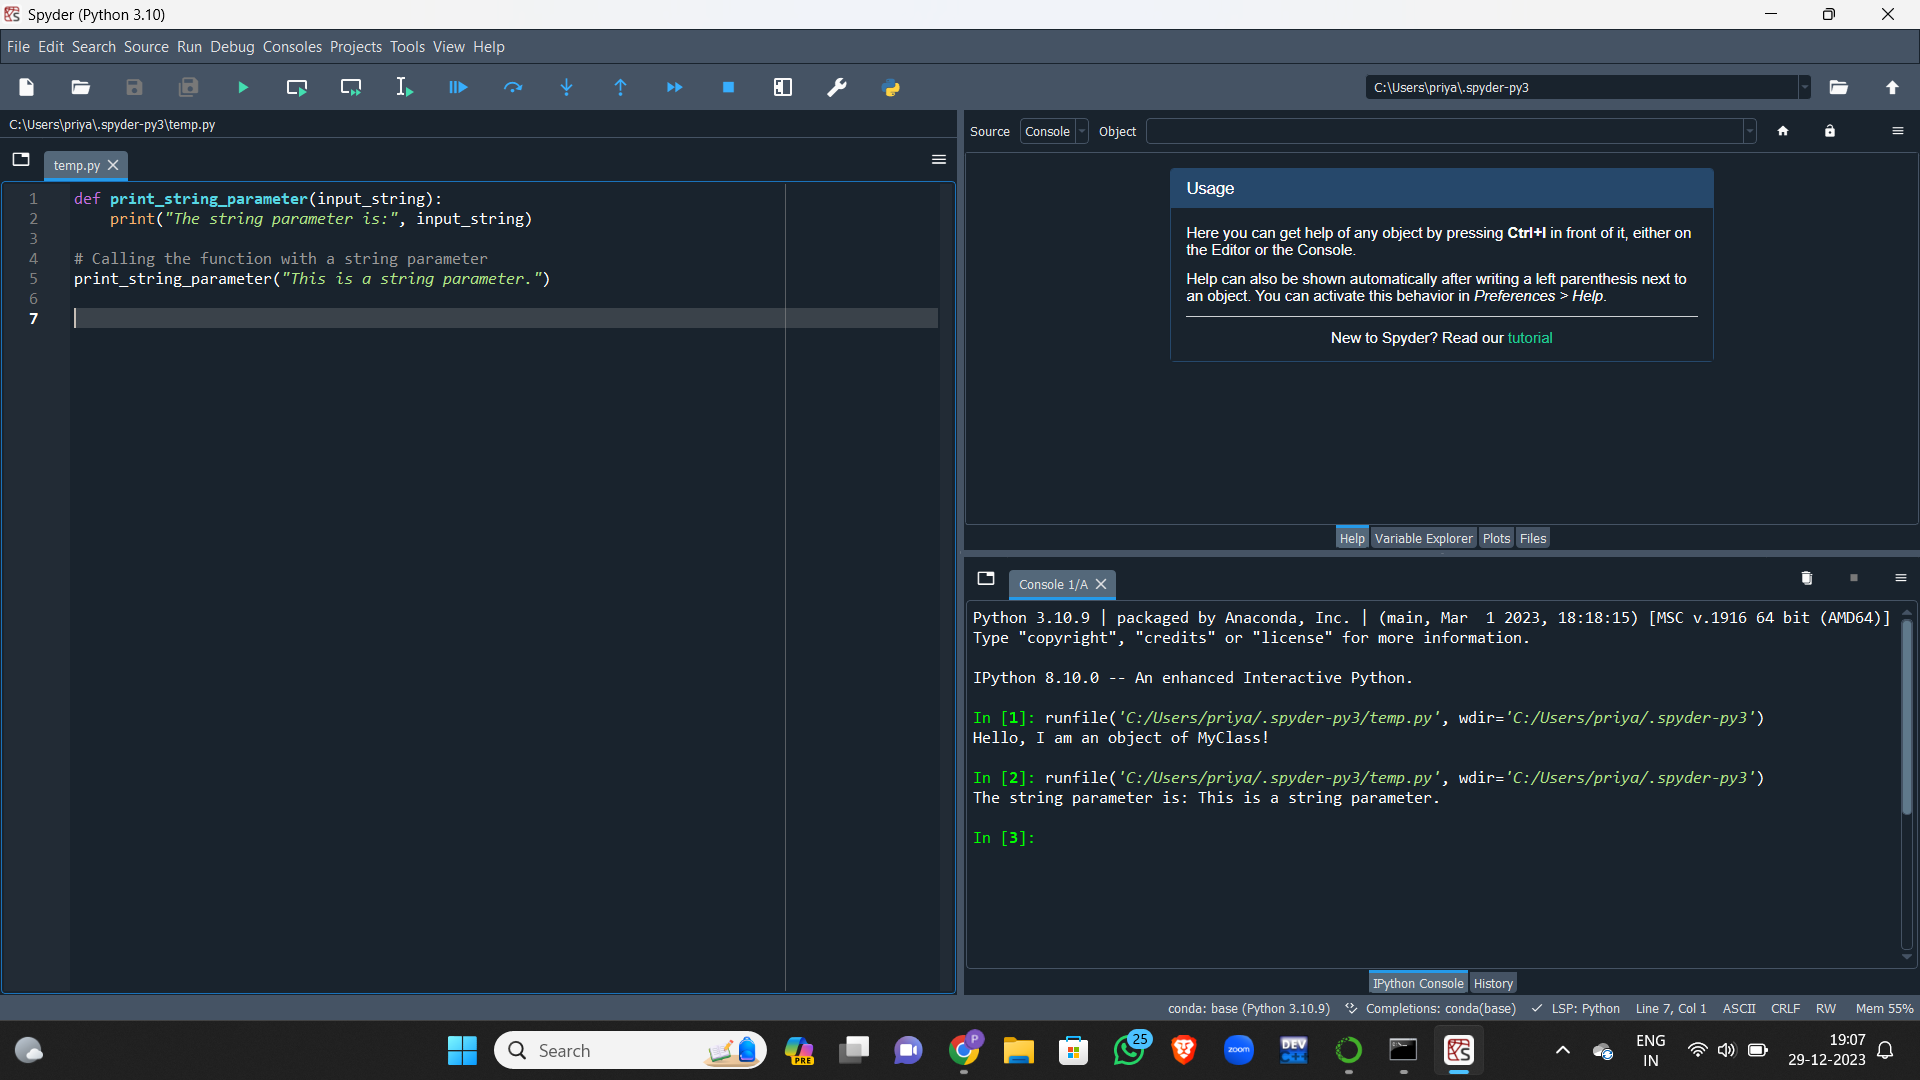 Spyder (Python 3.10)
File Edit Search Source Run Debug Consoles Projects Tools View Help
C:\Users\priya\.spyder-py3
C:\Users\priya\.spyder-py3\temp.py
temp.py
1 def print_string_parameter(input_string):
2 print("The string parameter is:", input_string)
3
4 # Calling the function with a string parameter
5 print_string_parameter("This is a string parameter.")
6
7
Source Console Object
Usage
Here you can get help of any object by pressing Ctrl+I in front of it, either on
the Editor or the Console.
Help can also be shown automatically after writing a left parenthesis next to
an object. You can activate this behavior in Preferences > Help.
New to Spyder? Read our tutorial
Help Variable Explorer Plots Files
Console 1/A
Python 3.10.9 | packaged by Anaconda, Inc. | (main, Mar  1 2023, 18:18:15) [MSC v.1916 64 bit (AMD64)]
Type "copyright", "credits" or "license" for more information.
IPython 8.10.0 -- An enhanced Interactive Python.
In [1]: runfile('C:/Users/priya/.spyder-py3/temp.py', wdir='C:/Users/priya/.spyder-py3')
Hello, I am an object of MyClass!
In [2]: runfile('C:/Users/priya/.spyder-py3/temp.py', wdir='C:/Users/priya/.spyder-py3')
The string parameter is: This is a string parameter.
In [3]:
IPython Console History
conda: base (Python 3.10.9) Completions: conda(base) LSP: Python Line 7, Col 1 ASCII CRLF RW Mem 55%
Search
PRE
P
25
zoom
DEV
C++
ENG
IN
19:07
29-12-2023